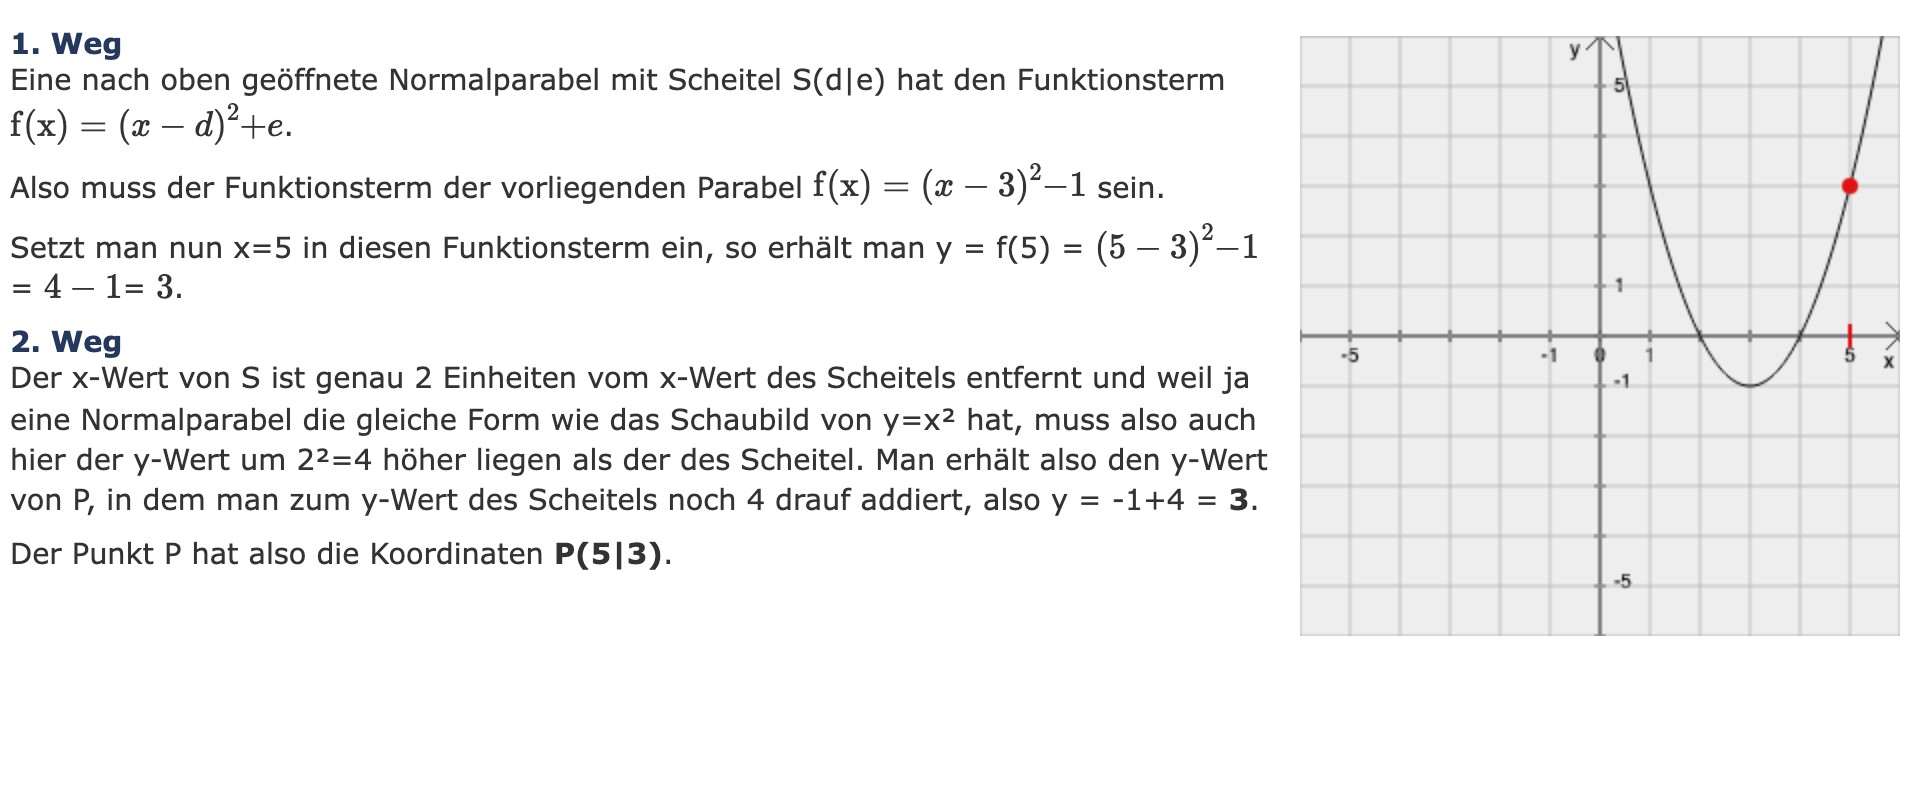 1. Weg
Eine nach oben geöffnete Normalparabel mit Scheitel S(d|e) hat den Funktionsterm
f(x) = (x − d)²+e.
Also muss der Funktionsterm der vorliegenden Parabel f(x) = (x − 3)²−1 sein.
Setzt man nun x=5 in diesen Funktionsterm ein, so erhält man y = f(5) = (5 − 3)²−1
= 4 − 1= 3.
2. Weg
Der x-Wert von S ist genau 2 Einheiten vom x-Wert des Scheitels entfernt und weil ja
eine Normalparabel die gleiche Form wie das Schaubild von y=x² hat, muss also auch
hier der y-Wert um 2²=4 höher liegen als der des Scheitel. Man erhält also den y-Wert
von P, in dem man zum y-Wert des Scheitels noch 4 drauf addiert, also y = -1+4 = 3.
Der Punkt P hat also die Koordinaten P(5|3).
y
5
1
-5 -1 0 1 5 x
-1
-5